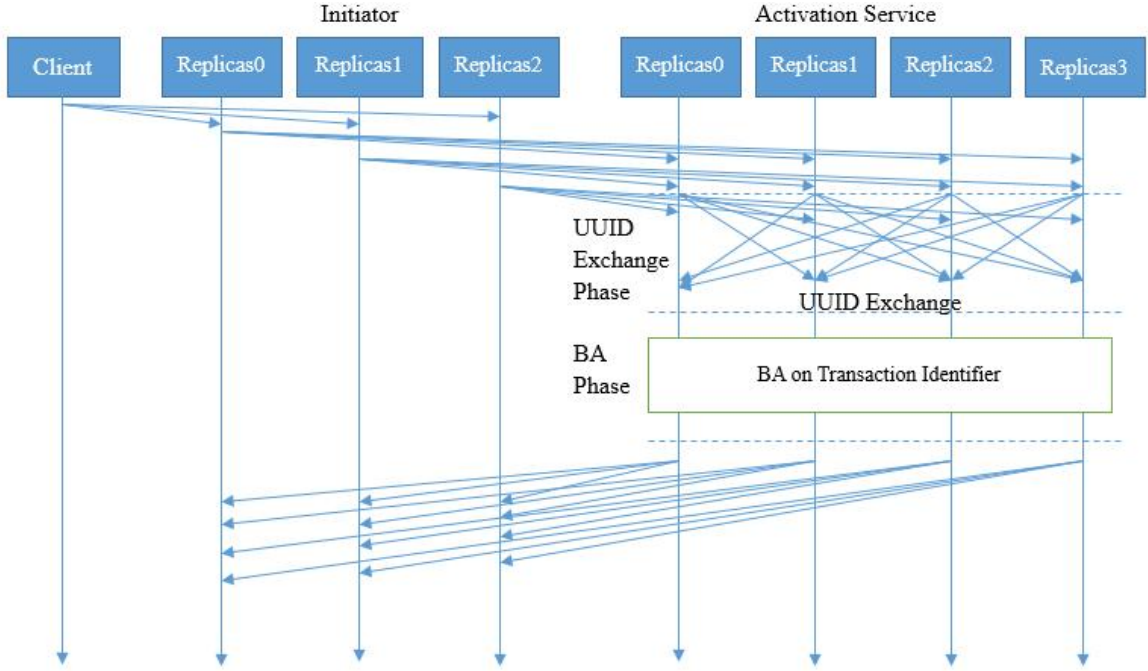 Initiator
Activation Service
Client
Replicas0
Replicas1
Replicas2
Replicas0
Replicas1
Replicas2
Replicas3
UUID
Exchange
Phase
UUID Exchange
BA
Phase
BA on Transaction Identifier